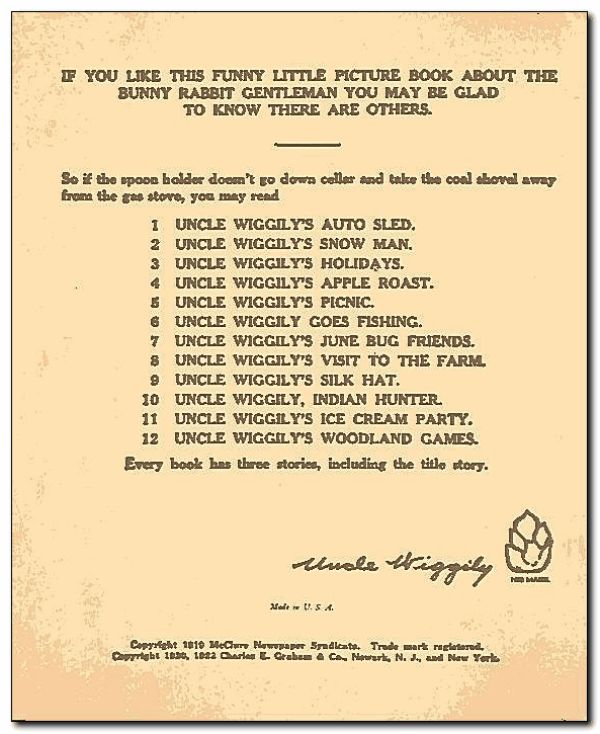 IF YOU LIKE THIS FUNNY LITTLE PICTURE BOOK ABOUT THE
BUNNY RABBIT GENTLEMAN YOU MAY BE GLAD
TO KNOW THERE ARE OTHERS.
So if the spoon holder doesn't go down cellar and take the coal shovel away
from the gas stove, you may read
1 UNCLE WIGGILY'S AUTO SLED.
2 UNCLE WIGGILY'S SNOW MAN.
3 UNCLE WIGGILY'S HOLIDAYS.
4 UNCLE WIGGILY'S APPLE ROAST.
5 UNCLE WIGGILY'S PICNIC.
6 UNCLE WIGGILY GOES FISHING.
7 UNCLE WIGGILY'S JUNE BUG FRIENDS.
8 UNCLE WIGGILY'S VISIT TO THE FARM.
9 UNCLE WIGGILY'S SILK HAT.
10 UNCLE WIGGILY, INDIAN HUNTER.
11 UNCLE WIGGILY'S ICE CREAM PARTY.
12 UNCLE WIGGILY'S WOODLAND GAMES.
Every book has three stories, including the title story.
Uncle Wiggily
HIS MARK.
Made in U. S. A.
Copyright 1919 McClure Newspaper Syndicate. Trade mark registered.
Copyright 1922 Charles E. Graham & Co., Newark, N. J., and New York.